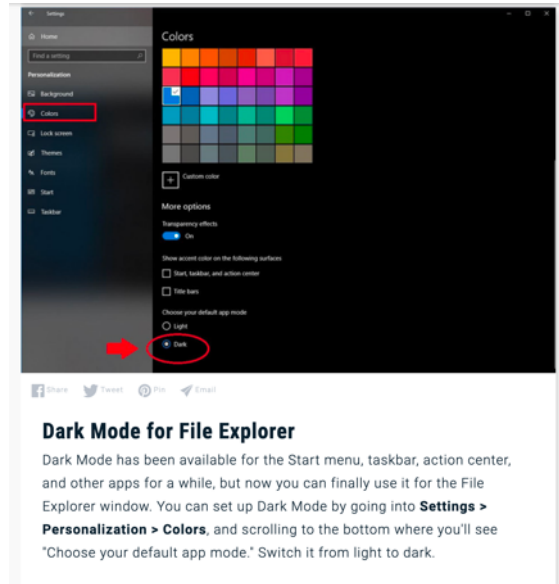 Settings
Home
Colors
Find a setting
Personalization
Background
Colors
Lock screen
Themes
Fonts
Start
Taskbar
Custom color
More options
Transparency effects
On
Show accent color on the following surfaces
Start, taskbar, and action center
Title bars
Choose your default app mode
Light
Dark
Share Tweet Pin Email
Dark Mode for File Explorer
Dark Mode has been available for the Start menu, taskbar, action center,
and other apps for a while, but now you can finally use it for the File
Explorer window. You can set up Dark Mode by going into Settings >
Personalization > Colors, and scrolling to the bottom where you'll see
"Choose your default app mode." Switch it from light to dark.